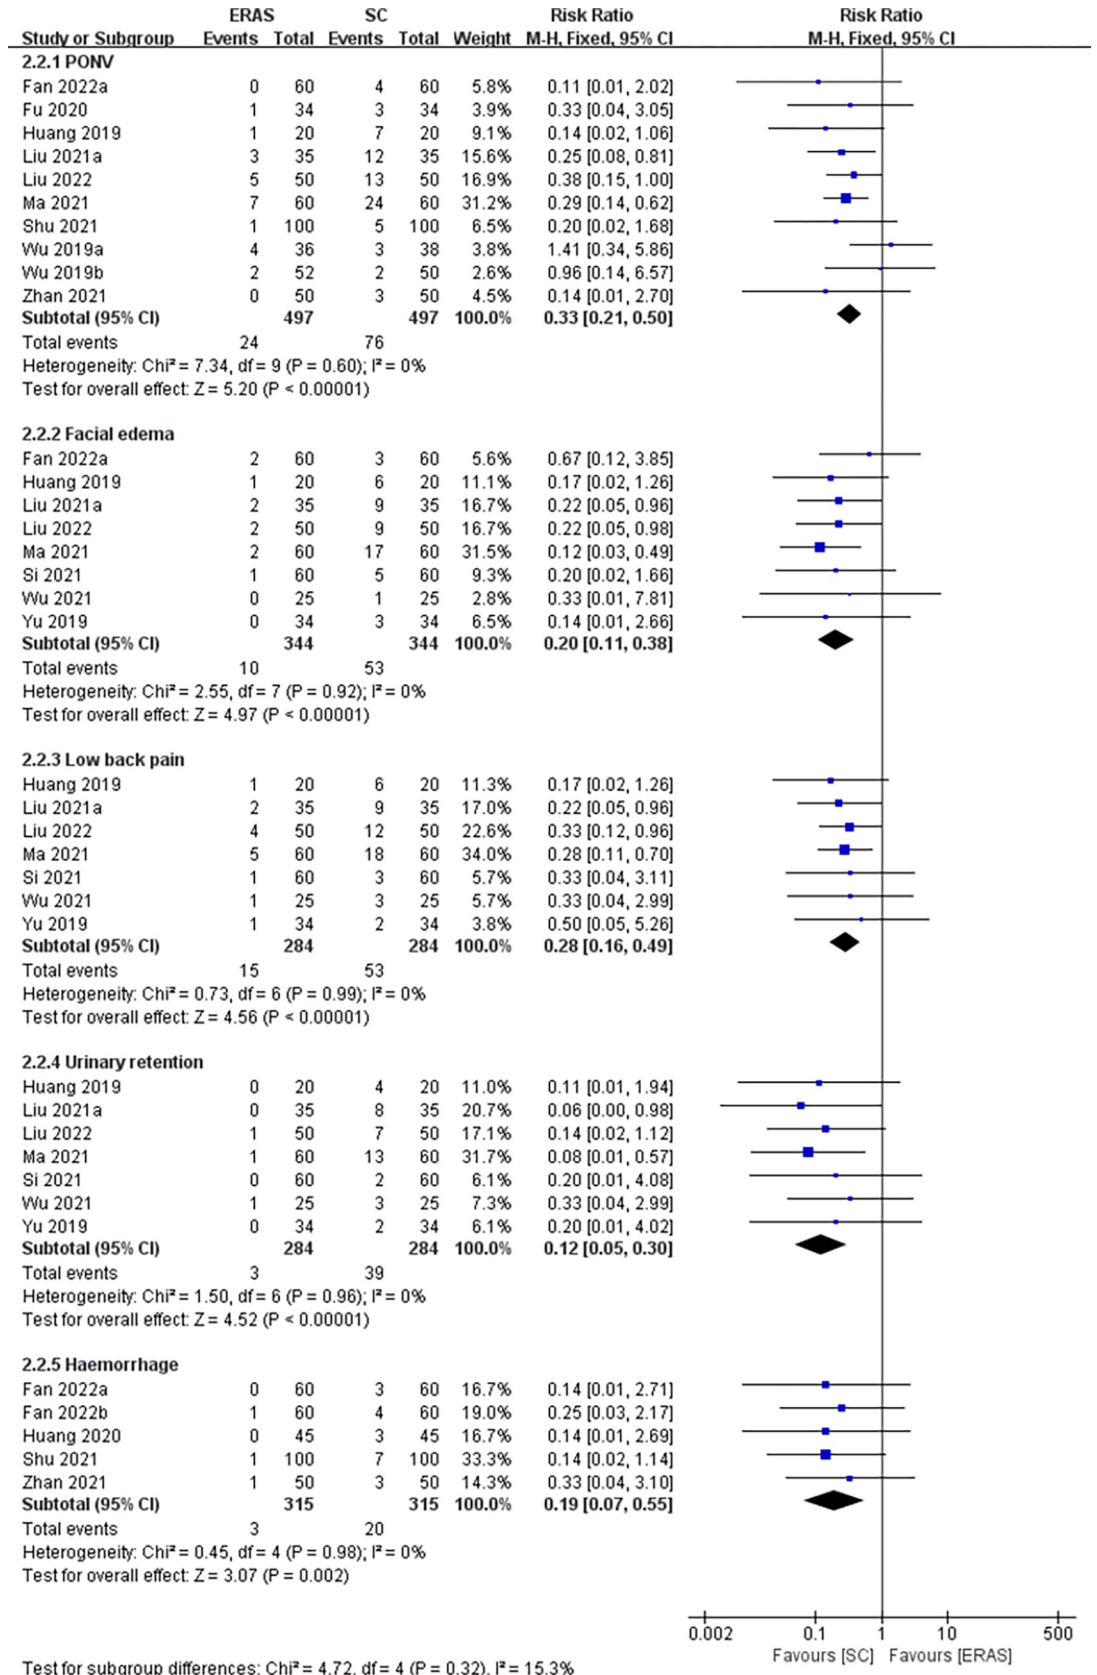 ERAS SC Risk Ratio Risk Ratio
Study or Subgroup Events Total Events Total Weight M-H, Fixed, 95% CI M-H, Fixed, 95% CI
2.2.1 PONV
Fan 2022a 0 60 4 60 5.8% 0.11 [0.01, 2.02]
Fu 2020 1 34 3 34 3.9% 0.33 [0.04, 3.05]
Huang 2019 1 20 7 20 9.1% 0.14 [0.02, 1.06]
Liu 2021a 3 35 12 35 15.6% 0.25 [0.08, 0.81]
Liu 2022 5 50 13 50 16.9% 0.38 [0.15, 1.00]
Ma 2021 7 60 24 60 31.2% 0.29 [0.14, 0.62]
Shu 2021 1 100 5 100 6.5% 0.20 [0.02, 1.68]
Wu 2019a 4 36 3 38 3.8% 1.41 [0.34, 5.86]
Wu 2019b 2 52 2 50 2.6% 0.96 [0.14, 6.57]
Zhan 2021 0 50 3 50 4.5% 0.14 [0.01, 2.70]
Subtotal (95% CI) 497 497 100.0% 0.33 [0.21, 0.50]
Total events 24 76
Heterogeneity: Chi² = 7.34, df = 9 (P = 0.60); I² = 0%
Test for overall effect: Z = 5.20 (P < 0.00001)
2.2.2 Facial edema
Fan 2022a 2 60 3 60 5.6% 0.67 [0.12, 3.85]
Huang 2019 1 20 6 20 11.1% 0.17 [0.02, 1.26]
Liu 2021a 2 35 9 35 16.7% 0.22 [0.05, 0.96]
Liu 2022 2 50 9 50 16.7% 0.22 [0.05, 0.98]
Ma 2021 2 60 17 60 31.5% 0.12 [0.03, 0.49]
Si 2021 1 60 5 60 9.3% 0.20 [0.02, 1.66]
Wu 2021 0 25 1 25 2.8% 0.33 [0.01, 7.81]
Yu 2019 0 34 3 34 6.5% 0.14 [0.01, 2.66]
Subtotal (95% CI) 344 344 100.0% 0.20 [0.11, 0.38]
Total events 10 53
Heterogeneity: Chi² = 2.55, df = 7 (P = 0.92); I² = 0%
Test for overall effect: Z = 4.97 (P < 0.00001)
2.2.3 Low back pain
Huang 2019 1 20 6 20 11.3% 0.17 [0.02, 1.26]
Liu 2021a 2 35 9 35 17.0% 0.22 [0.05, 0.96]
Liu 2022 4 50 12 50 22.6% 0.33 [0.12, 0.96]
Ma 2021 5 60 18 60 34.0% 0.28 [0.11, 0.70]
Si 2021 1 60 3 60 5.7% 0.33 [0.04, 3.11]
Wu 2021 1 25 3 25 5.7% 0.33 [0.04, 2.99]
Yu 2019 1 34 2 34 3.8% 0.50 [0.05, 5.26]
Subtotal (95% CI) 284 284 100.0% 0.28 [0.16, 0.49]
Total events 15 53
Heterogeneity: Chi² = 0.73, df = 6 (P = 0.99); I² = 0%
Test for overall effect: Z = 4.56 (P < 0.00001)
2.2.4 Urinary retention
Huang 2019 0 20 4 20 11.0% 0.11 [0.01, 1.94]
Liu 2021a 0 35 8 35 20.7% 0.06 [0.00, 0.98]
Liu 2022 1 50 7 50 17.1% 0.14 [0.02, 1.12]
Ma 2021 1 60 13 60 31.7% 0.08 [0.01, 0.57]
Si 2021 0 60 2 60 6.1% 0.20 [0.01, 4.08]
Wu 2021 1 25 3 25 7.3% 0.33 [0.04, 2.99]
Yu 2019 0 34 2 34 6.1% 0.20 [0.01, 4.02]
Subtotal (95% CI) 284 284 100.0% 0.12 [0.05, 0.30]
Total events 3 39
Heterogeneity: Chi² = 1.50, df = 6 (P = 0.96); I² = 0%
Test for overall effect: Z = 4.52 (P < 0.00001)
2.2.5 Haemorrhage
Fan 2022a 0 60 3 60 16.7% 0.14 [0.01, 2.71]
Fan 2022b 1 60 4 60 19.0% 0.25 [0.03, 2.17]
Huang 2020 0 45 3 45 16.7% 0.14 [0.01, 2.69]
Shu 2021 1 100 7 100 33.3% 0.14 [0.02, 1.14]
Zhan 2021 1 50 3 50 14.3% 0.33 [0.04, 3.10]
Subtotal (95% CI) 315 315 100.0% 0.19 [0.07, 0.55]
Total events 3 20
Heterogeneity: Chi² = 0.45, df = 4 (P = 0.98); I² = 0%
Test for overall effect: Z = 3.07 (P = 0.002)
0.002 0.1 1 10 500
Favours [SC] Favours [ERAS]
Test for subgroup differences: Chi² = 4.72, df = 4 (P = 0.32), I² = 15.3%